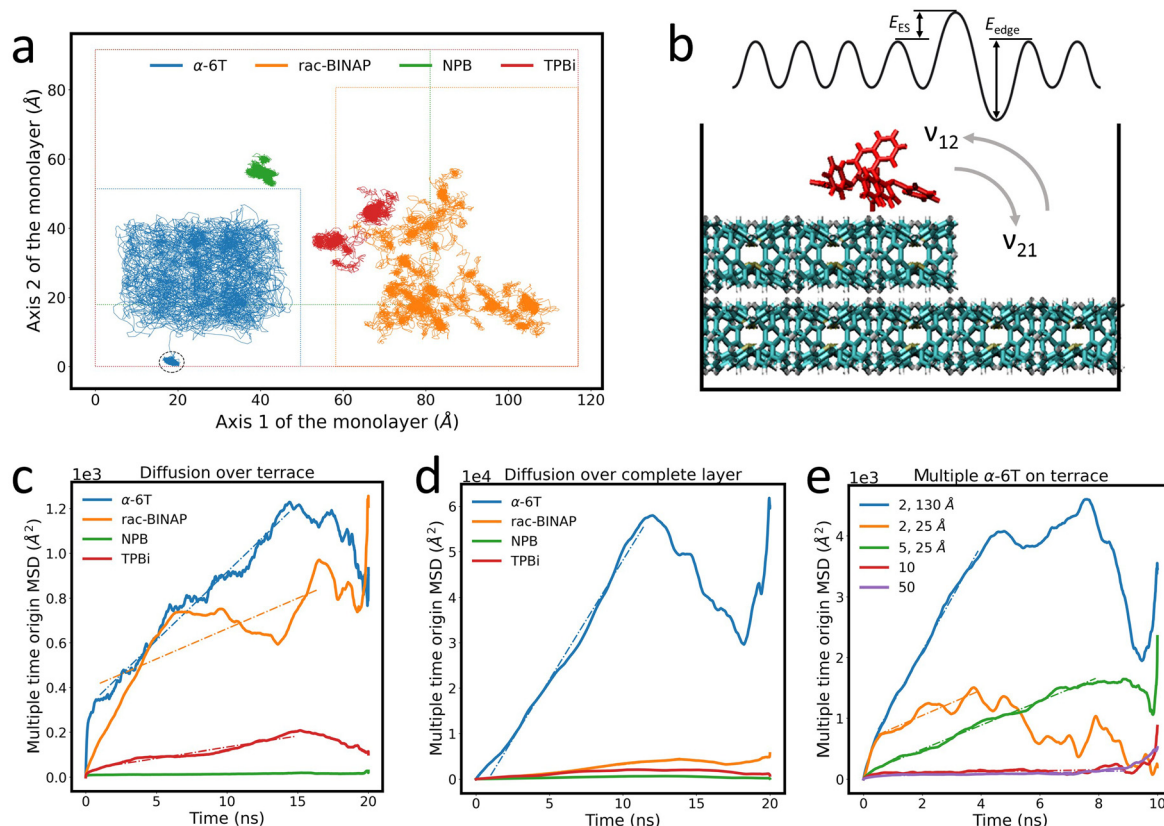 a
α-6T rac-BINAP NPB TPBi
Axis 2 of the monolayer (Å)
80
60
40
20
0
0 20 40 60 80 100 120
Axis 1 of the monolayer (Å)
b
E_ES
E_edge
ν12
ν21
c
1e3
Diffusion over terrace
α-6T
rac-BINAP
NPB
TPBi
Multiple time origin MSD (Å²)
1.2
1.0
0.8
0.6
0.4
0.2
0.0
0 5 10 15 20
Time (ns)
d
1e4
Diffusion over complete layer
α-6T
rac-BINAP
NPB
TPBi
Multiple time origin MSD (Å²)
6
5
4
3
2
1
0
0 5 10 15 20
Time (ns)
e
1e3
Multiple α-6T on terrace
2, 130 Å
2, 25 Å
5, 25 Å
10
50
Multiple time origin MSD (Å²)
4
3
2
1
0
0 2 4 6 8 10
Time (ns)